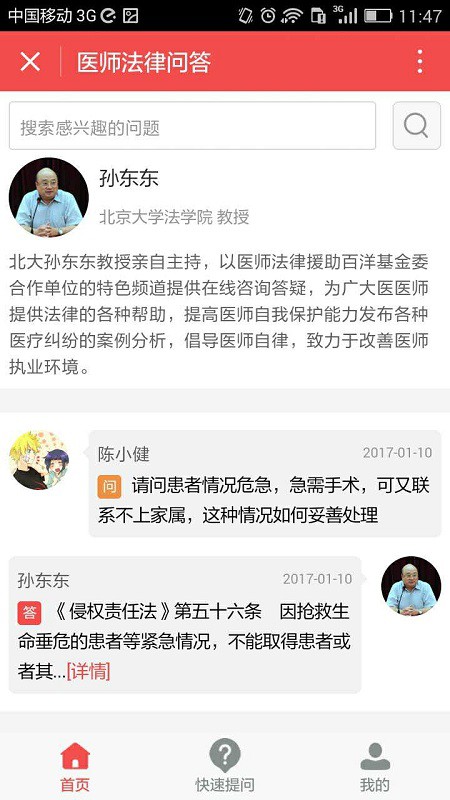 中国移动 3G
3G
11:47
医师法律问答
搜索感兴趣的问题
孙东东
北京大学法学院 教授
北大孙东东教授亲自主持，以医师法律援助百洋基金委
合作单位的特色频道提供在线咨询答疑，为广大医医师
提供法律的各种帮助，提高医师自我保护能力发布各种
医疗纠纷的案例分析，倡导医师自律，致力于改善医师
执业环境。
陈小健 2017-01-10
问 请问患者情况危急，急需手术，可又联
系不上家属，这种情况如何妥善处理
孙东东 2017-01-10
答 《侵权责任法》第五十六条 因抢救生
命垂危的患者等紧急情况，不能取得患者或
者其...[详情]
首页 快速提问 我的